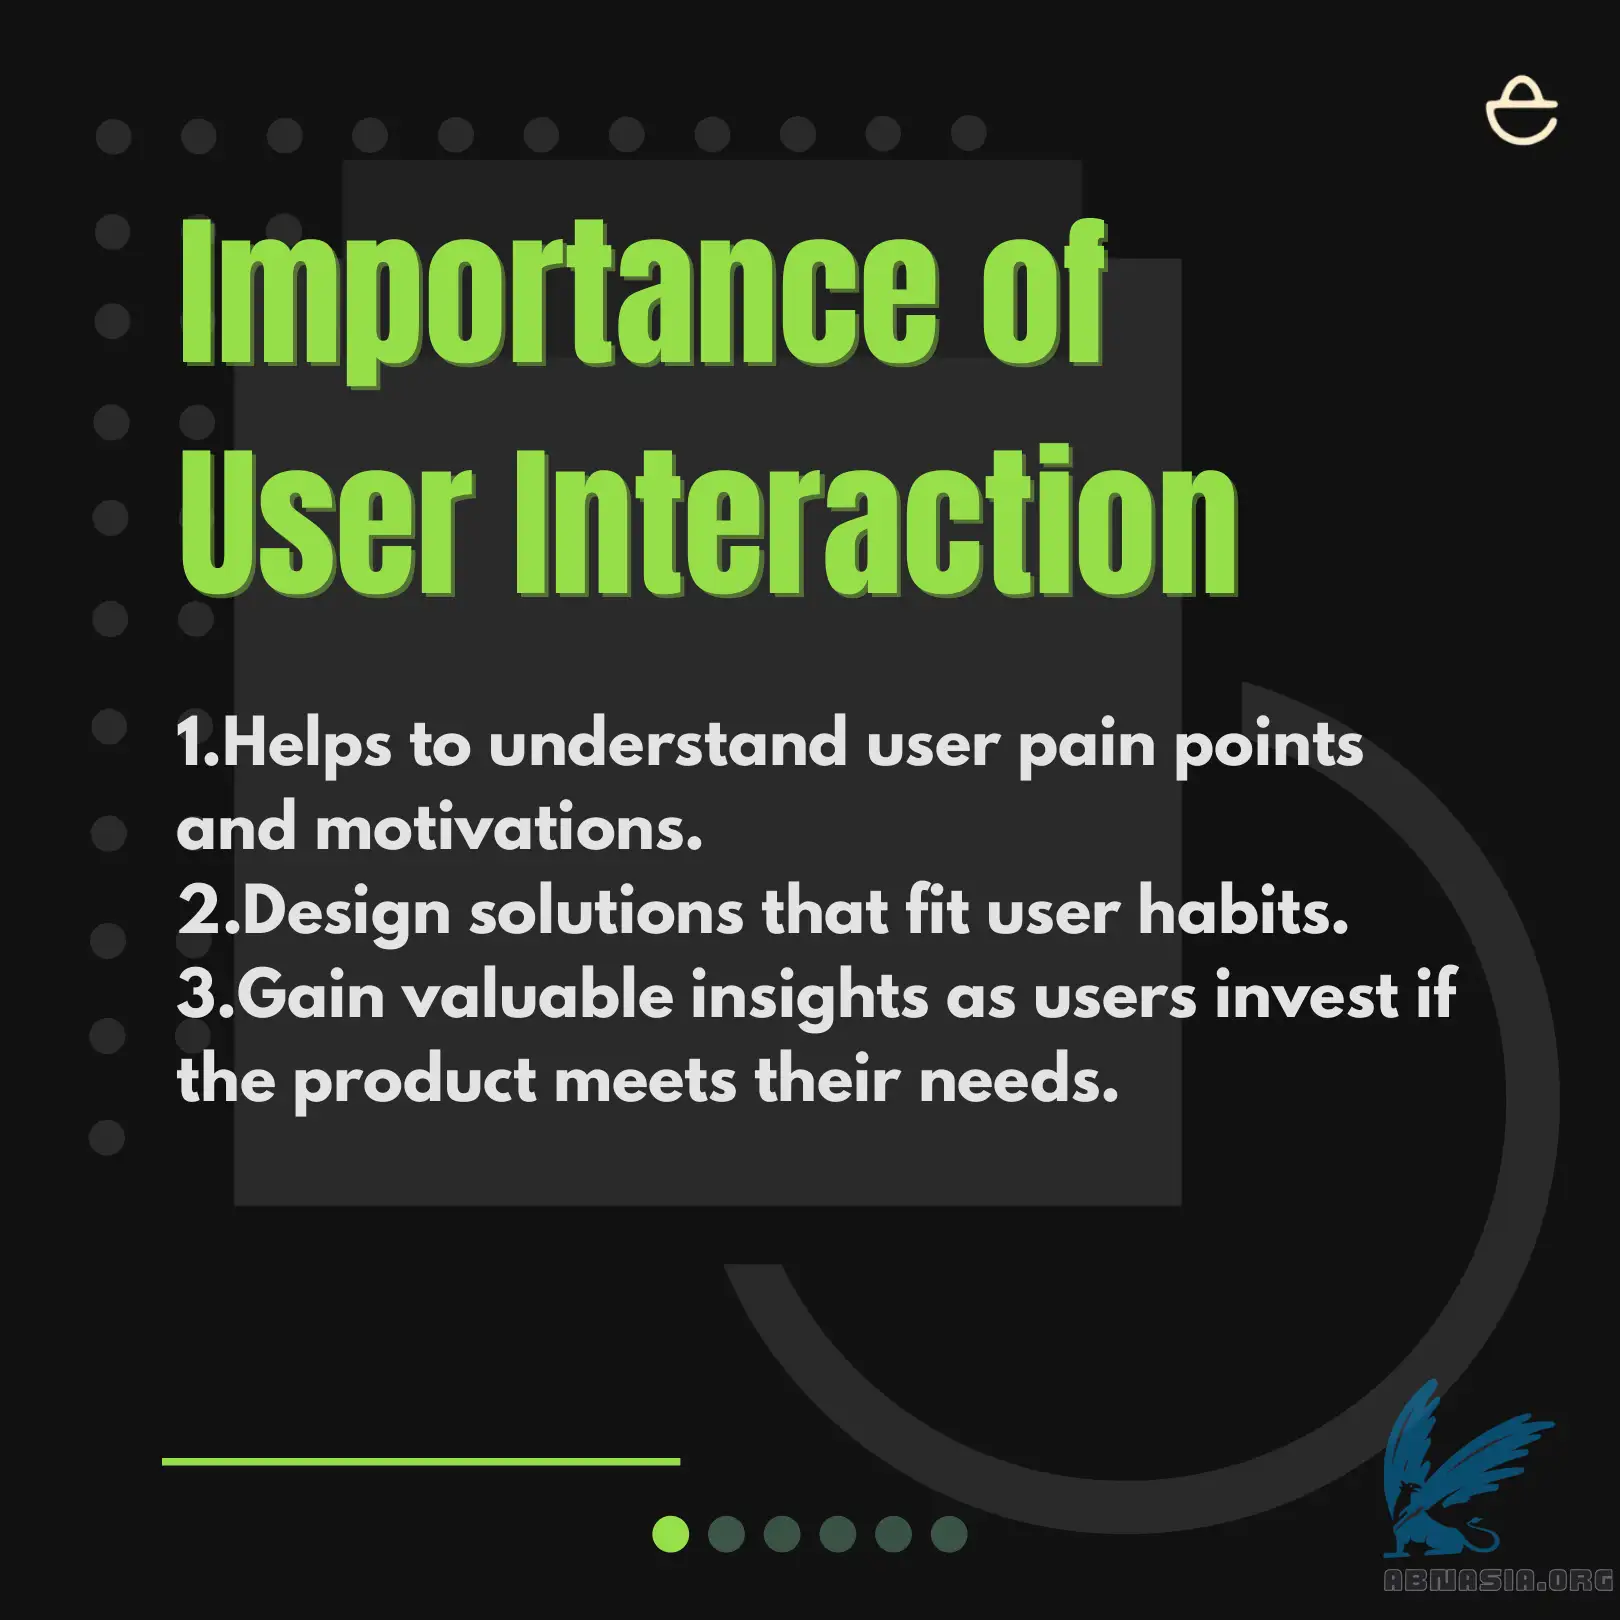 Importance of
User Interaction
1.Helps to understand user pain points
and motivations.
2.Design solutions that fit user habits.
3.Gain valuable insights as users invest if
the product meets their needs.
ABNASIA.ORG